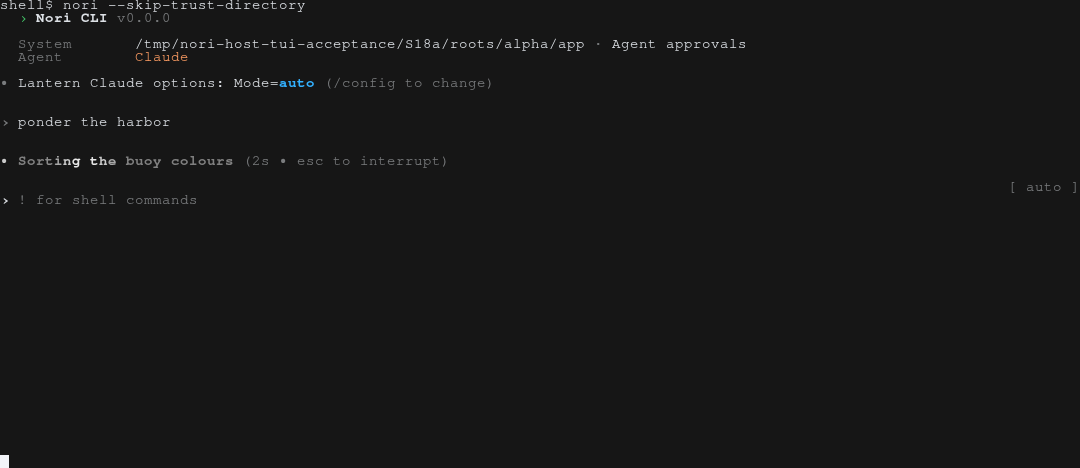 shell$ nori --skip-trust-directory
› Nori CLI v0.0.0
System /tmp/nori-host-tui-acceptance/S18a/roots/alpha/app · Agent approvals
Agent Claude
• Lantern Claude options: Mode=auto (/config to change)
› ponder the harbor
• Sorting the buoy colours (2s • esc to interrupt)
[ auto ]
› ! for shell commands